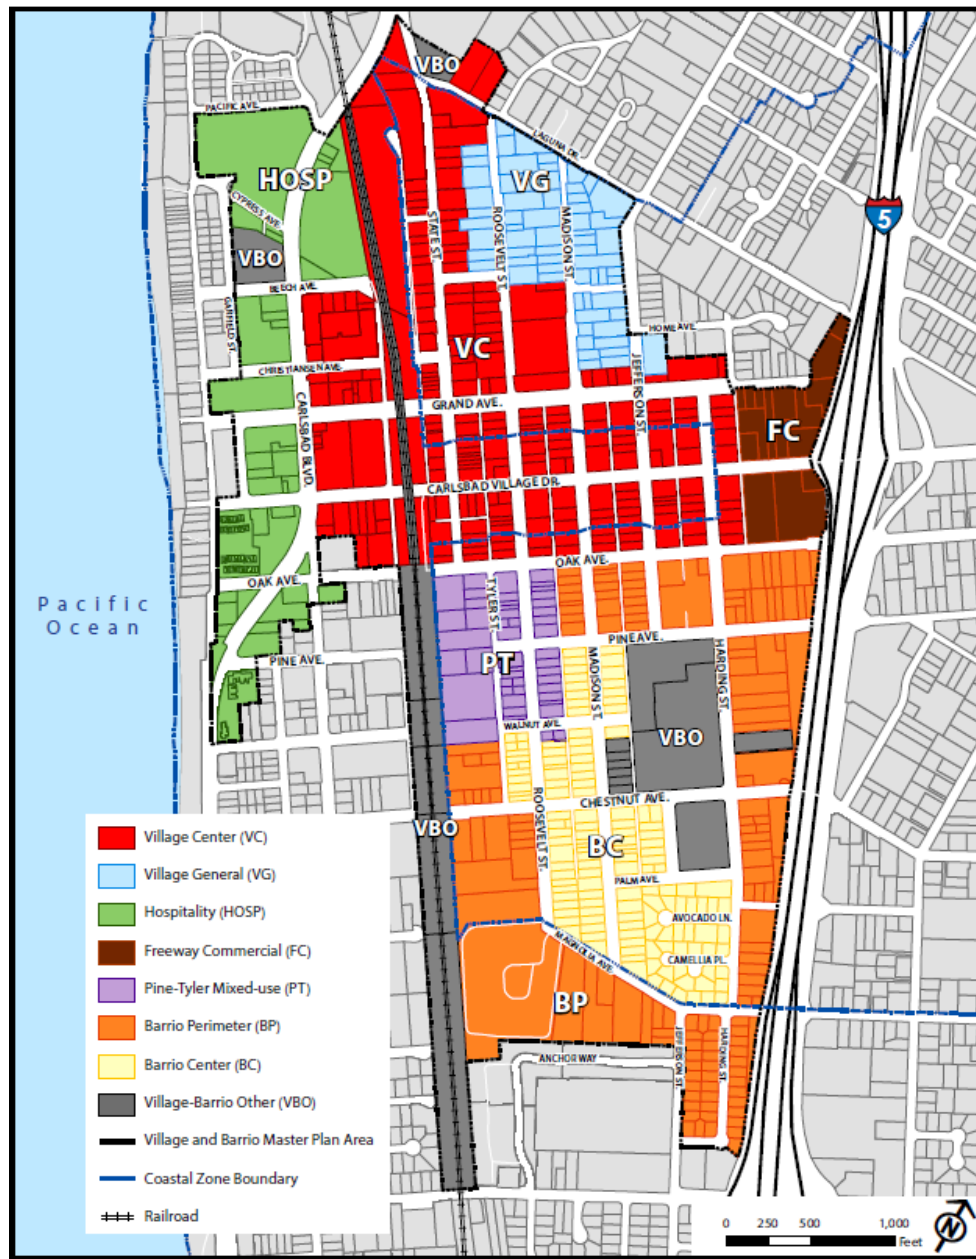 VBO
PACIFIC AVE.
LAGUNA DR.
HOSP
VG
CYPRESS AVE.
STATE ST.
ROOSEVELT ST.
MADISON ST.
5
VBO
BEECH AVE.
GARFIELD ST.
HOME AVE.
VC
CHRISTIANSEN AVE.
JEFFERSON ST.
CARLSBAD BLVD.
GRAND AVE.
FC
CARLSBAD VILLAGE DR.
OAK AVE.
OAK AVE.
TYLER ST.
Pacific
Ocean
PINE AVE.
PINE AVE.
PT
MADISON ST.
HARDING ST.
WALNUT AVE.
VBO
ROOSEVELT ST.
CHESTNUT AVE.
VBO
BC
PALM AVE.
AVOCADO LN.
MAGNOLIA AVE.
CAMELLIA PL.
BP
ANCHOR WAY
JEFFERSON ST.
HARDING ST.
Village Center (VC)
Village General (VG)
Hospitality (HOSP)
Freeway Commercial (FC)
Pine-Tyler Mixed-use (PT)
Barrio Perimeter (BP)
Barrio Center (BC)
Village-Barrio Other (VBO)
Village and Barrio Master Plan Area
Coastal Zone Boundary
Railroad
0 250 500 1,000
Feet
N